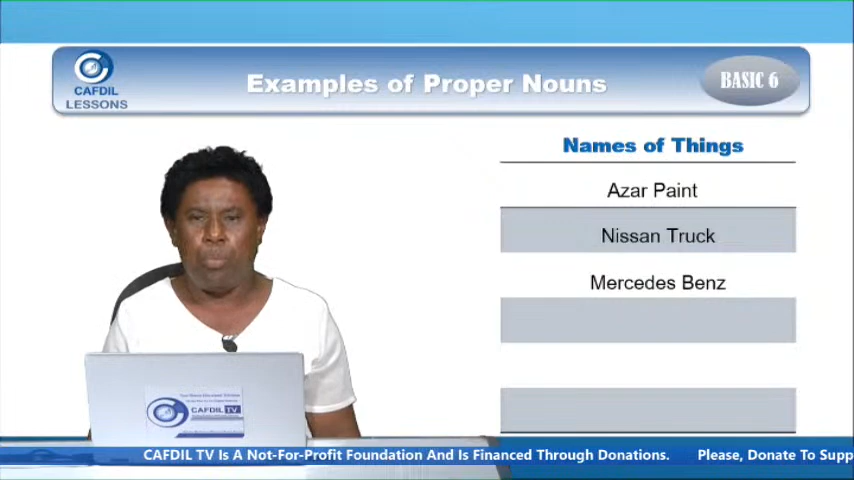 CAFDIL
LESSONS
Examples of Proper Nouns
BASIC 6
Names of Things
Azar Paint
Nissan Truck
Mercedes Benz
CAFDIL TV
CAFDIL TV Is A Not-For-Profit Foundation And Is Financed Through Donations. Please, Donate To Supp